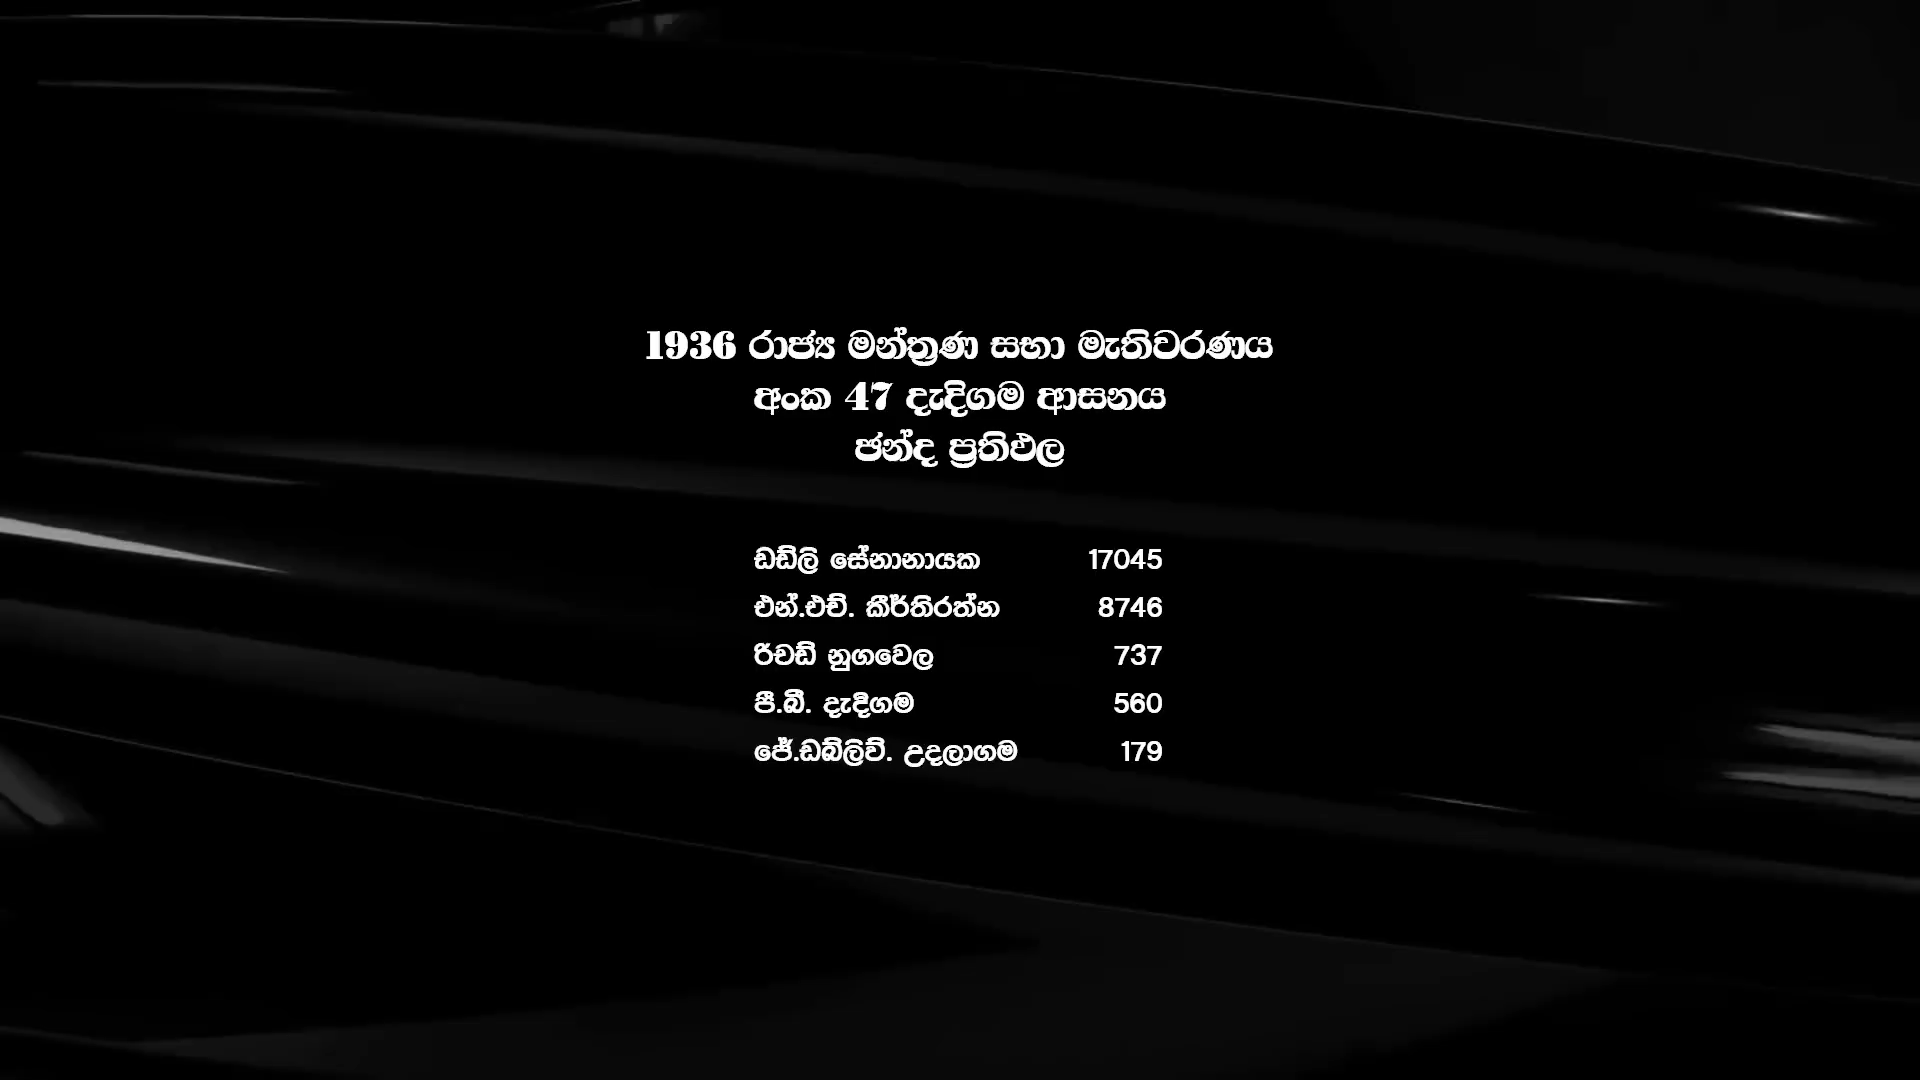 1936 රාජ්‍ය මන්ත්‍රණ සභා මැතිවරණය
අංක 47 දැදිගම ආසනය
ඡන්ද ප්‍රතිඵල
ඩඩ්ලි සේනානායක 17045
එන්.එච්. කීර්තිරත්න 8746
රිචඩ් නුගවෙල 737
පී.බී. දැදිගම 560
ජේ.ඩබ්ලිව්. උදලාගම 179